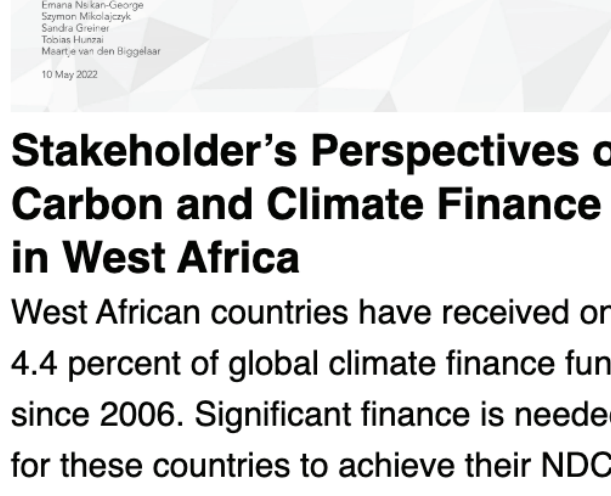 Emana Nsikan-George
Szymon Mikolajczyk
Sandra Greiner
Tobias Hunzai
Maartje van den Biggelaar
10 May 2022
Stakeholder's Perspectives o
Carbon and Climate Finance
in West Africa
West African countries have received on
4.4 percent of global climate finance fun
since 2006. Significant finance is neede
for these countries to achieve their NDC